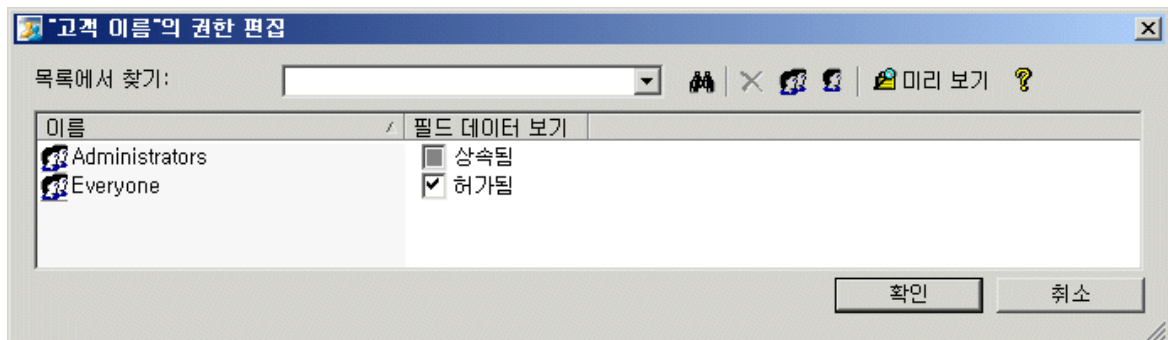 "고객 이름"의 권한 편집
목록에서 찾기: 미리 보기
이름 필드 데이터 보기
Administrators 상속됨
Everyone 허가됨
확인 취소